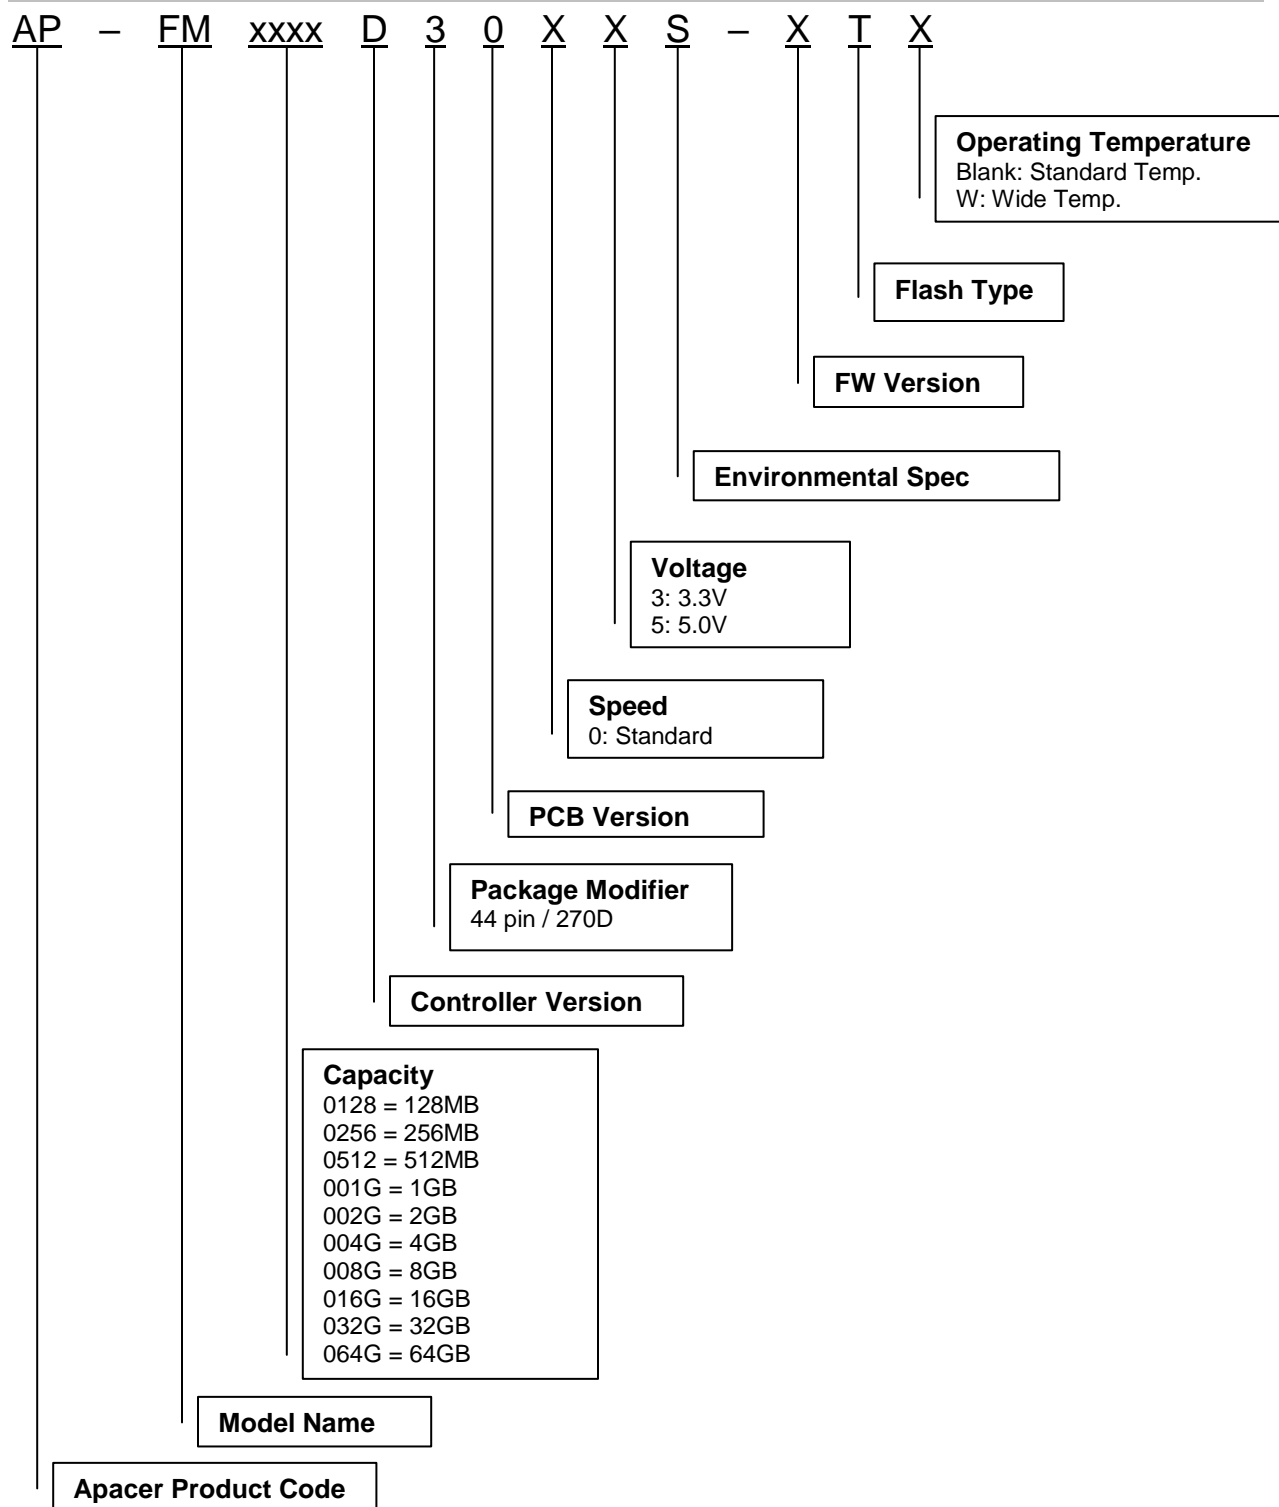 AP – FM xxxx D 3 0 X X S – X T X
Operating Temperature
Blank: Standard Temp.
W: Wide Temp.
Flash Type
FW Version
Environmental Spec
Voltage
3: 3.3V
5: 5.0V
Speed
0: Standard
PCB Version
Package Modifier
44 pin / 270D
Controller Version
Capacity
0128 = 128MB
0256 = 256MB
0512 = 512MB
001G = 1GB
002G = 2GB
004G = 4GB
008G = 8GB
016G = 16GB
032G = 32GB
064G = 64GB
Model Name
Apacer Product Code